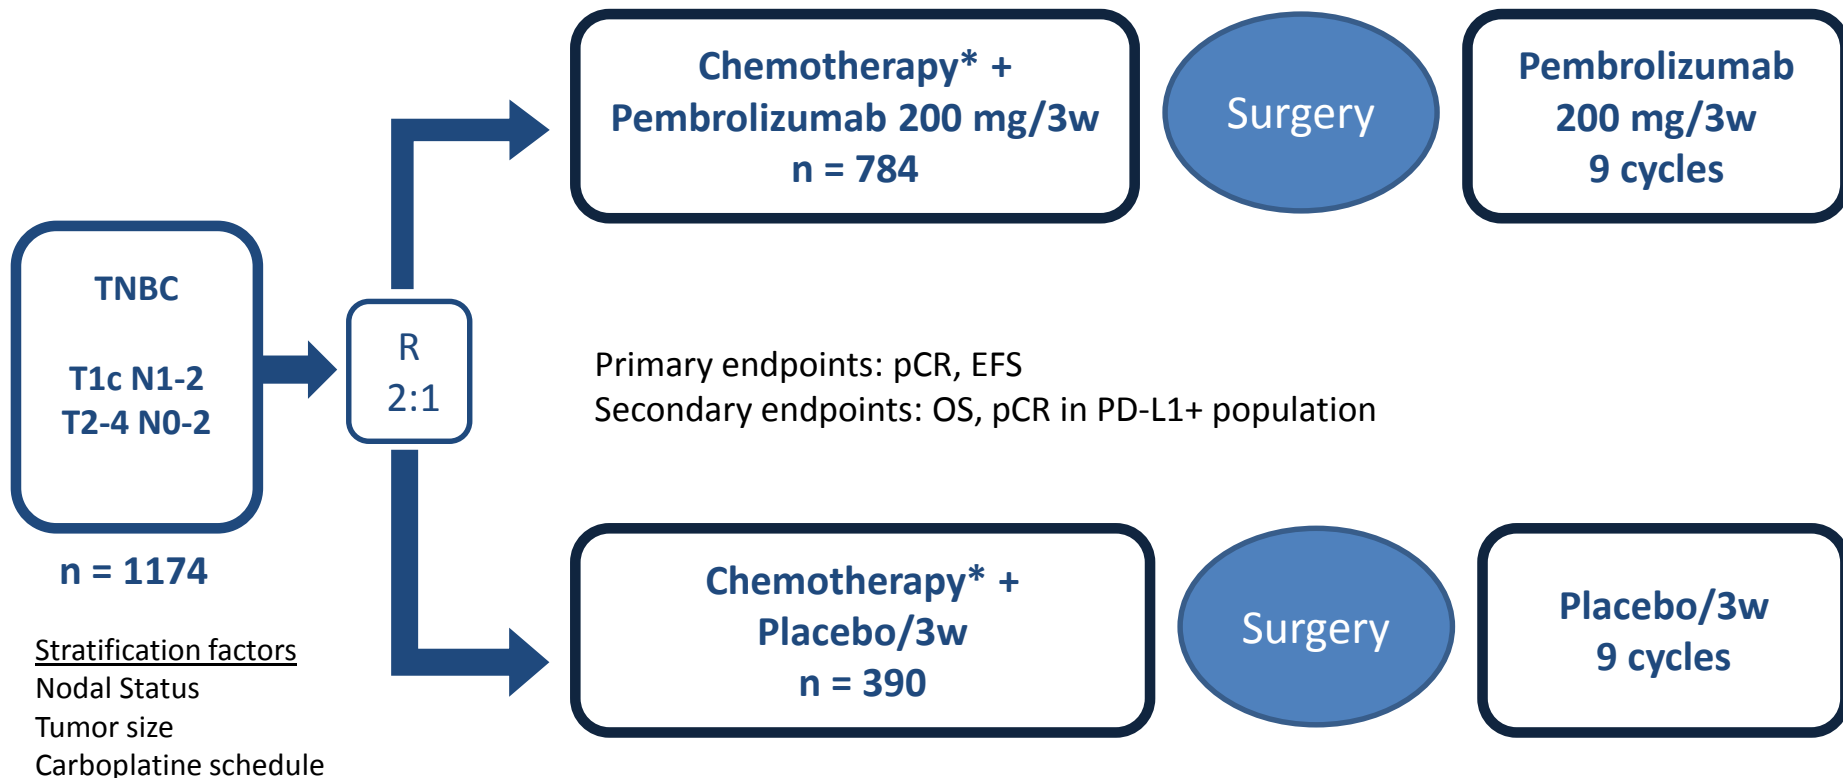 TNBC
T1c N1-2
T2-4 N0-2
n = 1174
Stratification factors
Nodal Status
Tumor size
Carboplatine schedule
R
2:1
Chemotherapy* +
Pembrolizumab 200 mg/3w
n = 784
Surgery
Pembrolizumab
200 mg/3w
9 cycles
Primary endpoints: pCR, EFS
Secondary endpoints: OS, pCR in PD-L1+ population
Chemotherapy* +
Placebo/3w
n = 390
Surgery
Placebo/3w
9 cycles